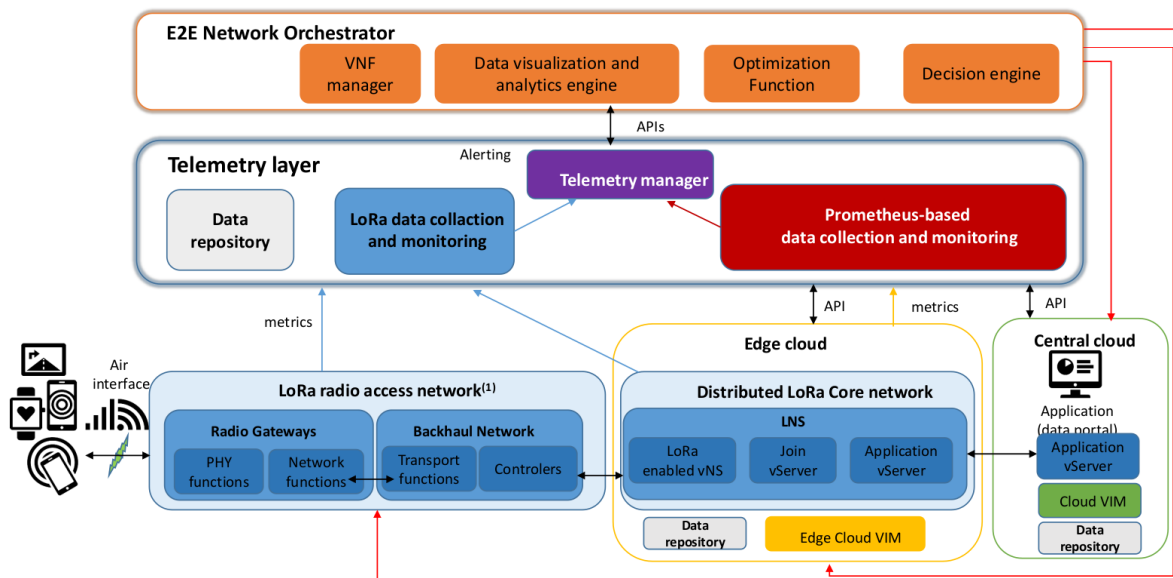 E2E Network Orchestrator
VNF
manager
Data visualization and
analytics engine
Optimization
Function
Decision engine
APIs
Telemetry layer
Alerting
Telemetry manager
Data
repository
LoRa data collaction
and monitoring
Prometheus-based
data collection and monitoring
metrics
API
metrics
API
Air
interface
LoRa radio access network(1)
Radio Gateways
PHY
functions
Network
functions
Backhaul Network
Transport
functions
Controlers
Edge cloud
Distributed LoRa Core network
LNS
LoRa
enabled vNS
Join
vServer
Application
vServer
Data
repository
Edge Cloud VIM
Central cloud
Application
(data portal)
Application
vServer
Cloud VIM
Data
repository